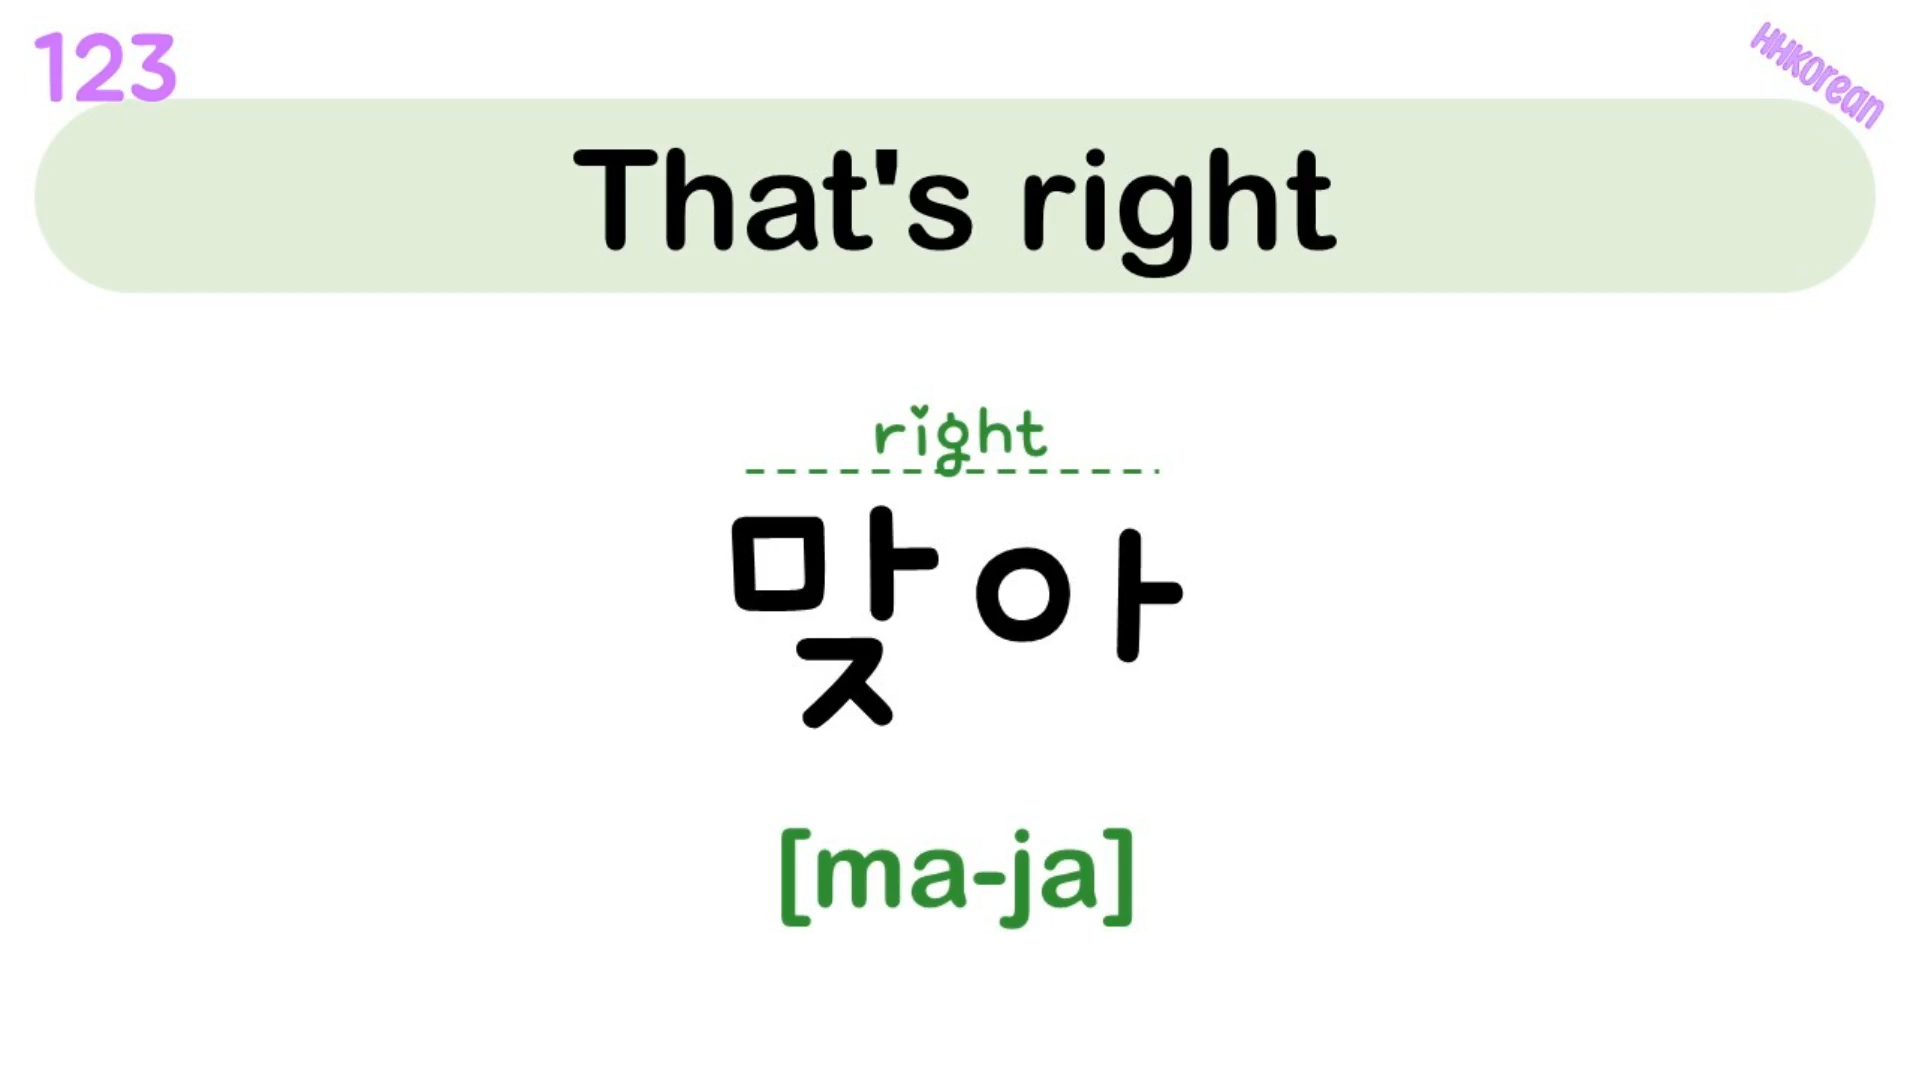 123
HHKorean
That's right
right
맞아
[ma-ja]